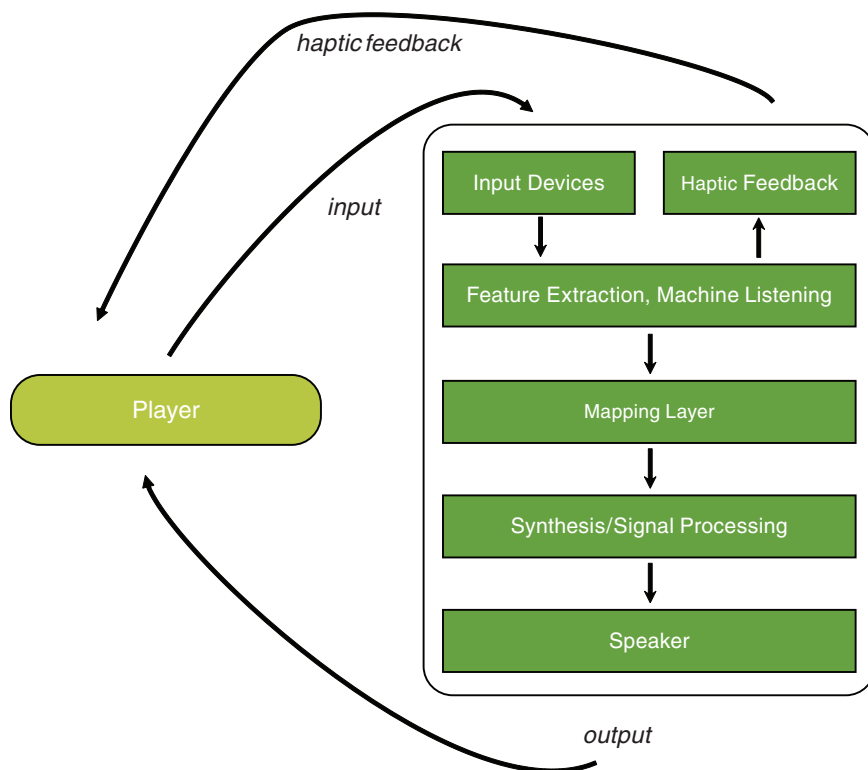 haptic feedback
input
Input Devices
Haptic Feedback
Feature Extraction, Machine Listening
Player
Mapping Layer
Synthesis/Signal Processing
Speaker
output